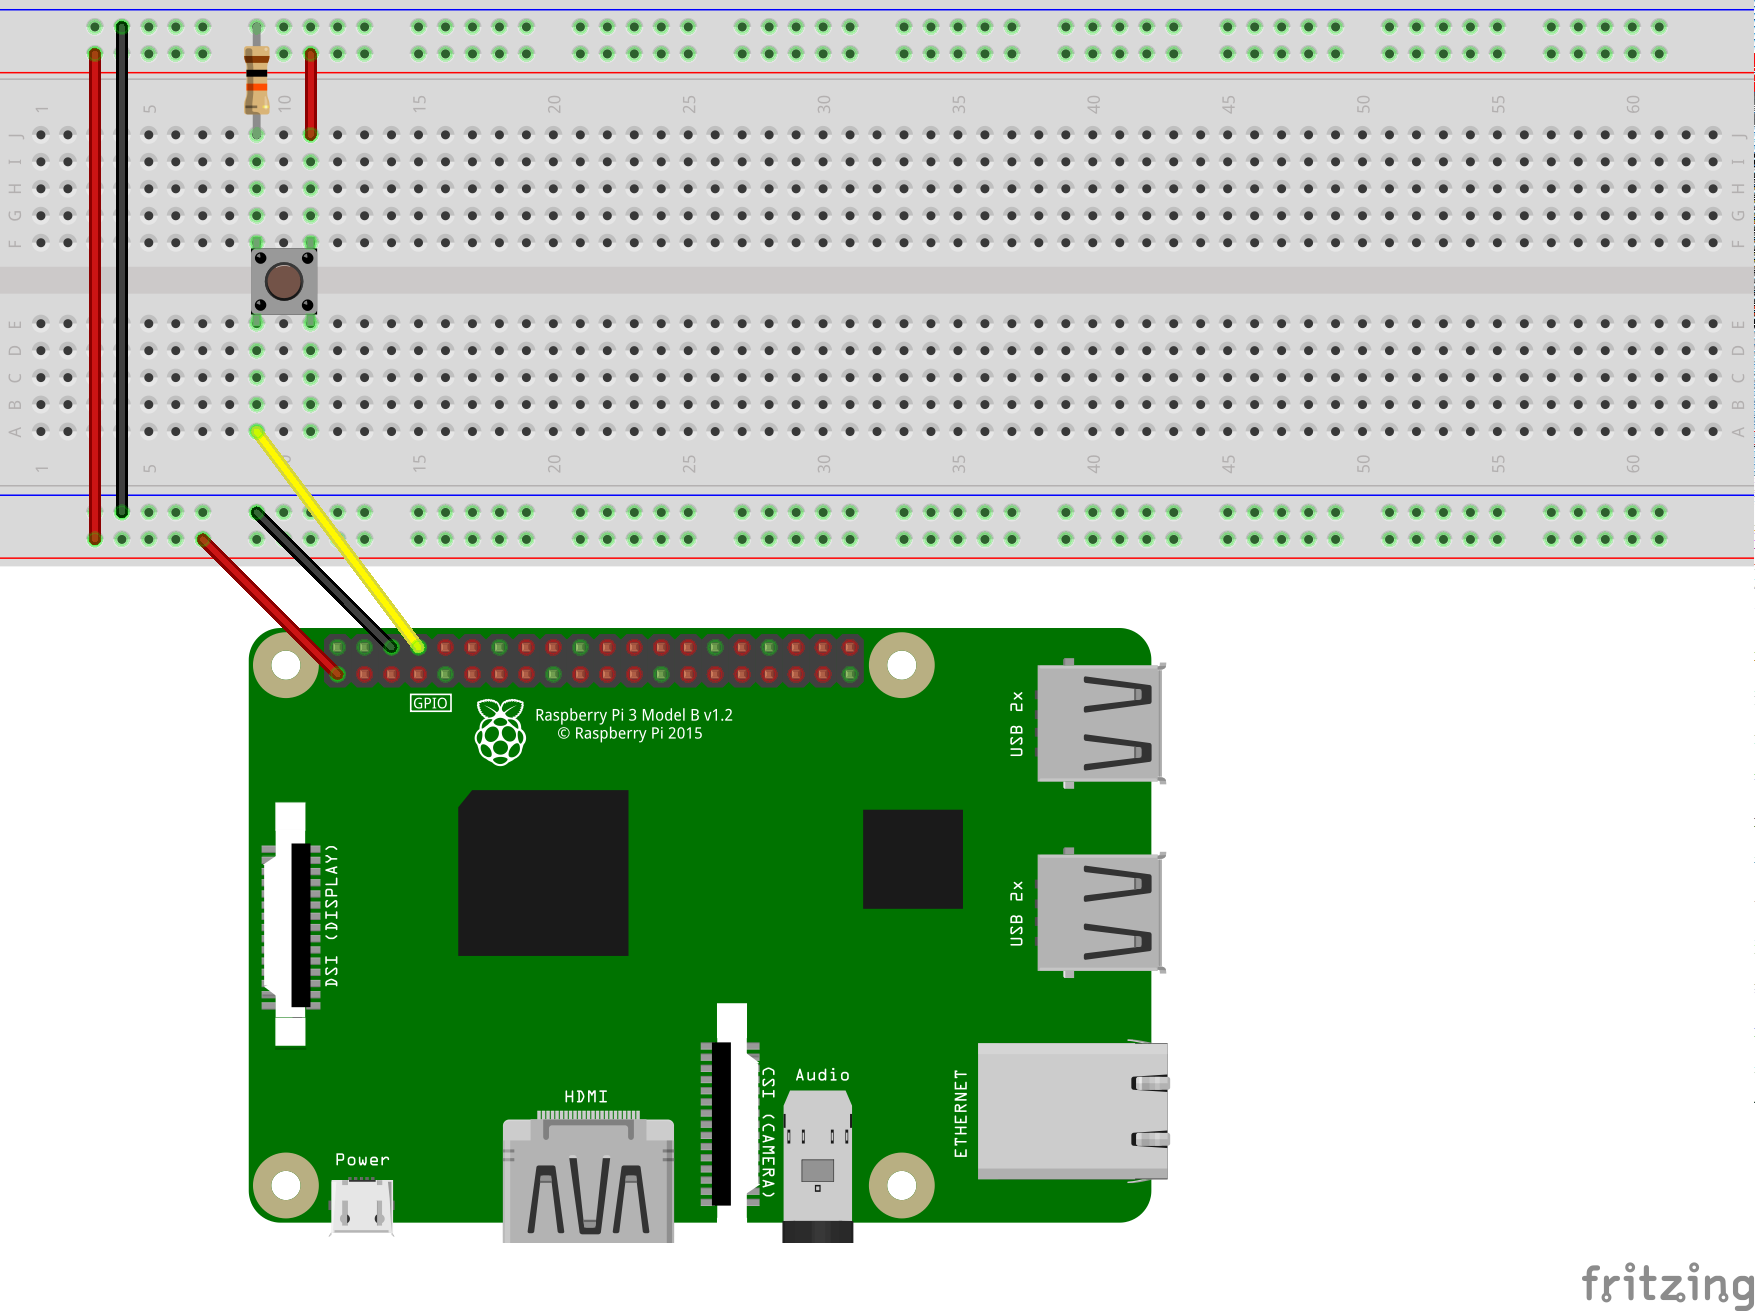 1 5 10 15 20 25 30 35 40 45 50 55 60
J J
I I
H H
G G
F F
E E
D D
C C
B B
A A
1 5 15 20 25 30 35 40 45 50 55 60
GPIO
Raspberry Pi 3 Model B v1.2
© Raspberry Pi 2015
USB 2x
DSI (DISPLAY)
USB 2x
HDMI
CSI (CAMERA)
Audio
ETHERNET
Power
fritzing